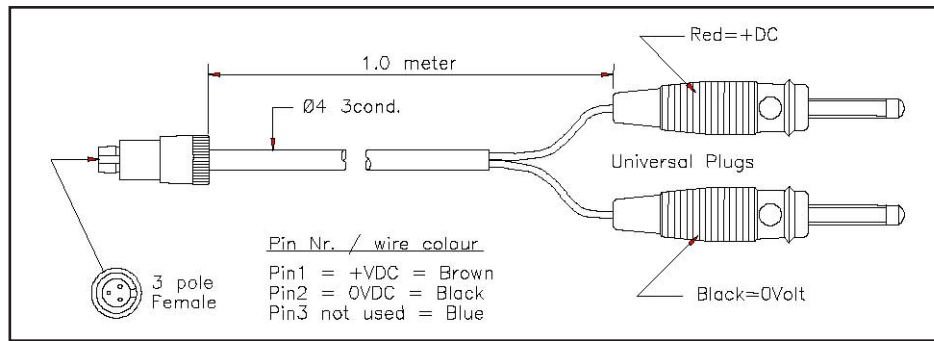 Red=+DC
1.0 meter
Ø4 3cond.
Universal Plugs
Pin Nr. / wire colour
3 pole
Female
Pin1 = +VDC = Brown
Pin2 = 0VDC = Black
Pin3 not used = Blue
Black=0Volt